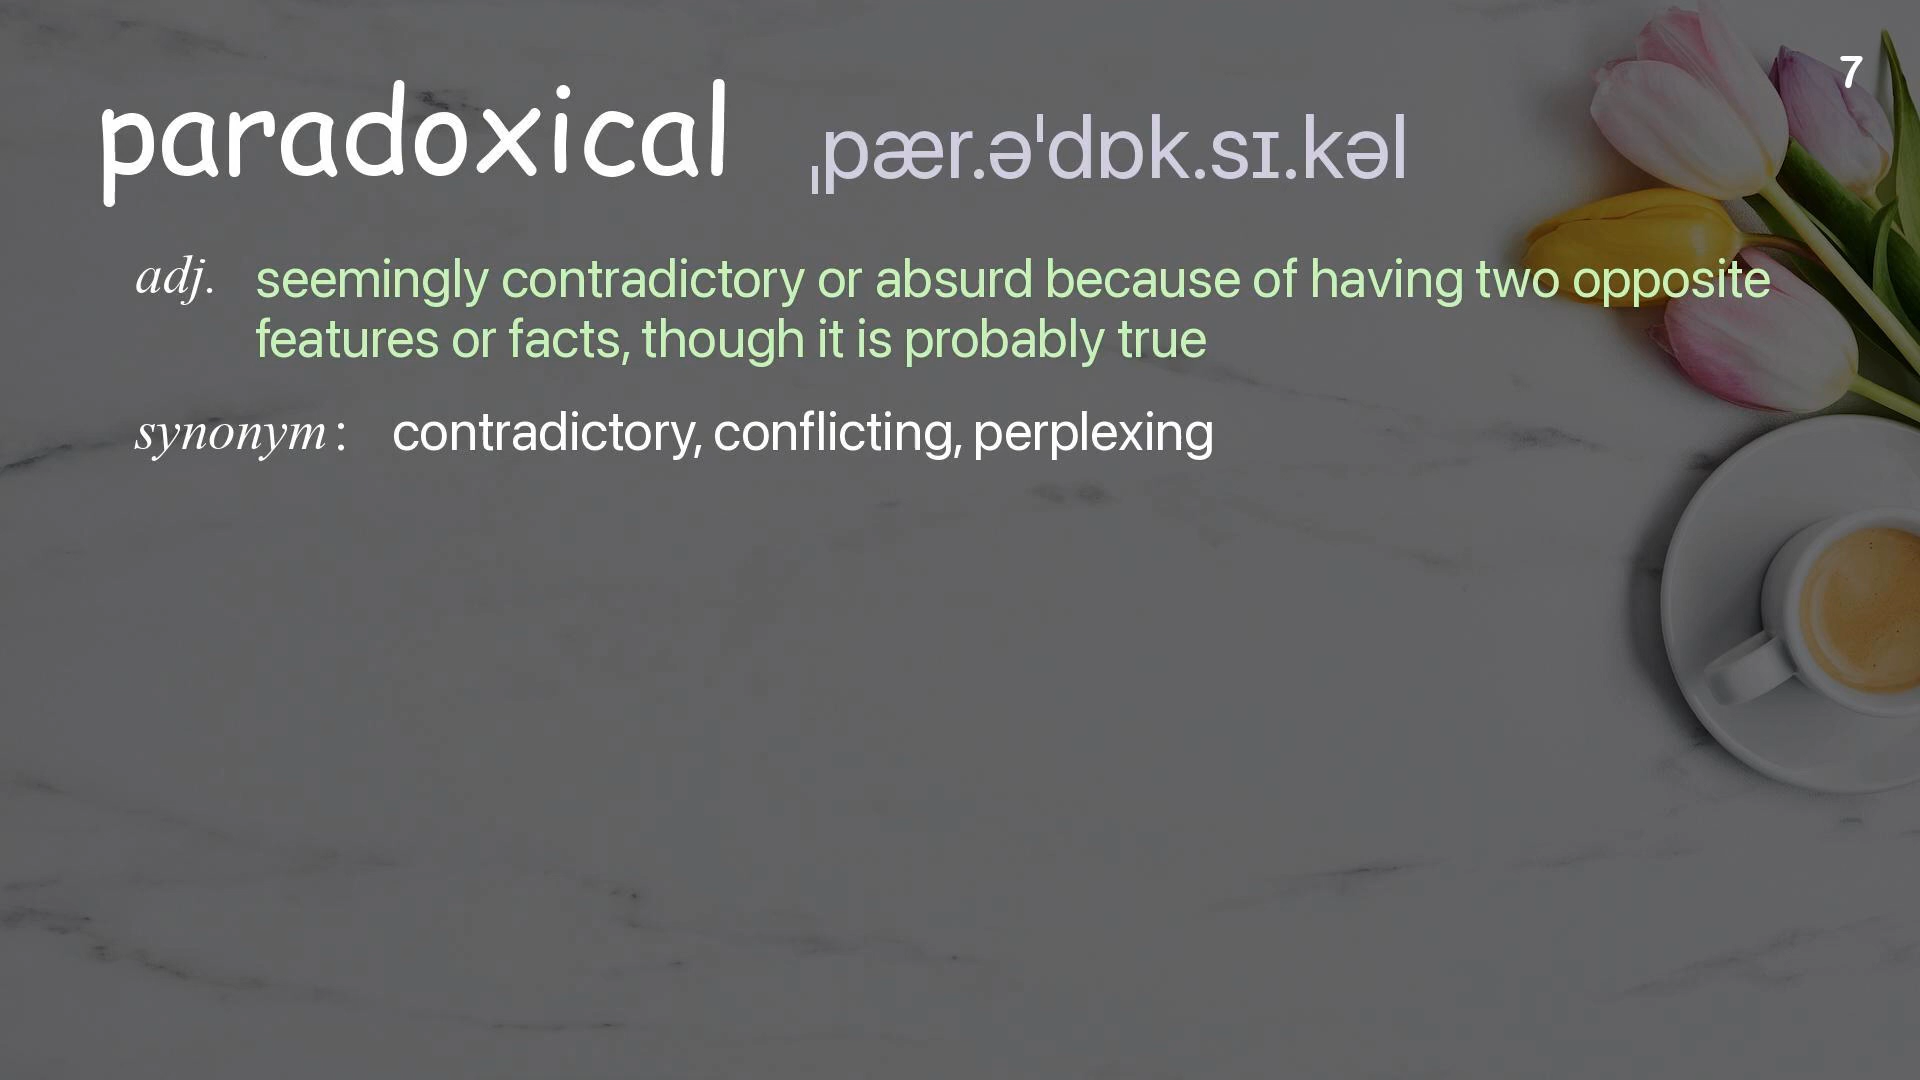 7
paradoxical ˌpær.əˈdɒk.sɪ.kəl
adj. seemingly contradictory or absurd because of having two opposite
features or facts, though it is probably true
synonym: contradictory, conflicting, perplexing